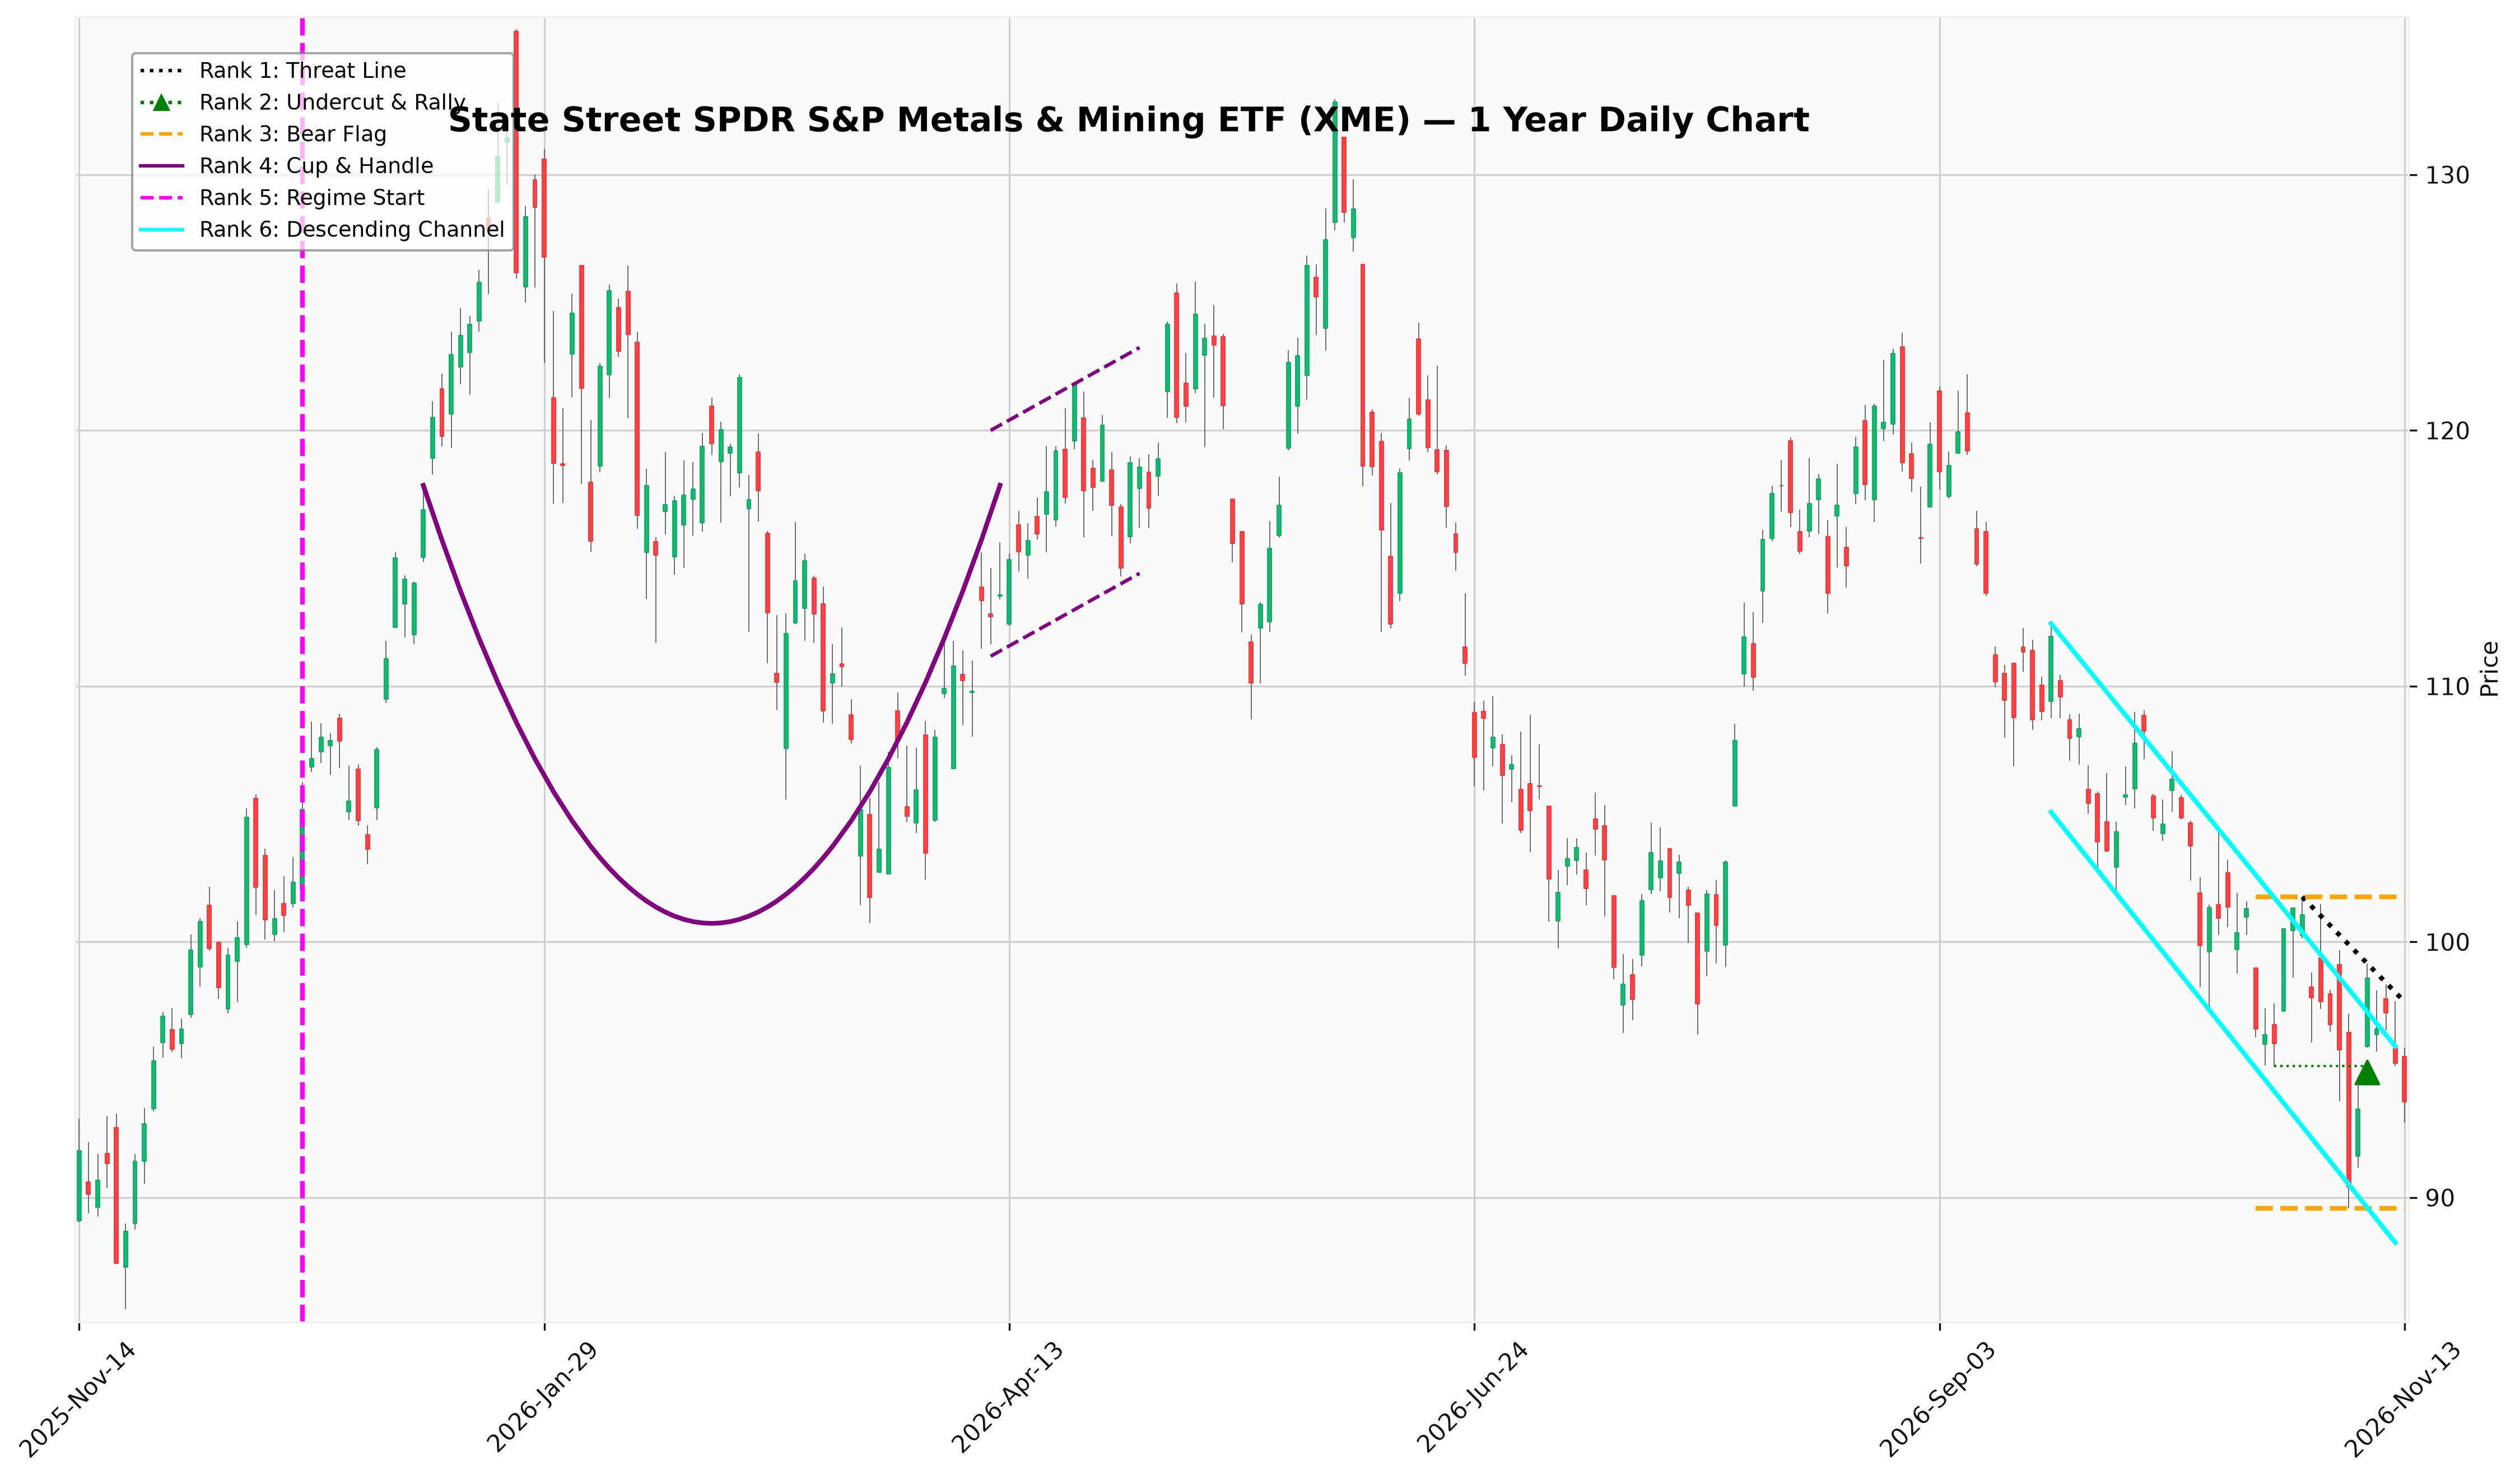 State Street SPDR S&P Metals & Mining ETF (XME) — 1 Year Daily Chart
Rank 1: Threat Line
Rank 2: Undercut & Rally
Rank 3: Bear Flag
Rank 4: Cup & Handle
Rank 5: Regime Start
Rank 6: Descending Channel
130
120
110
100
90
Price
2025-Nov-14
2026-Jan-29
2026-Apr-13
2026-Jun-24
2026-Sep-03
2026-Nov-13